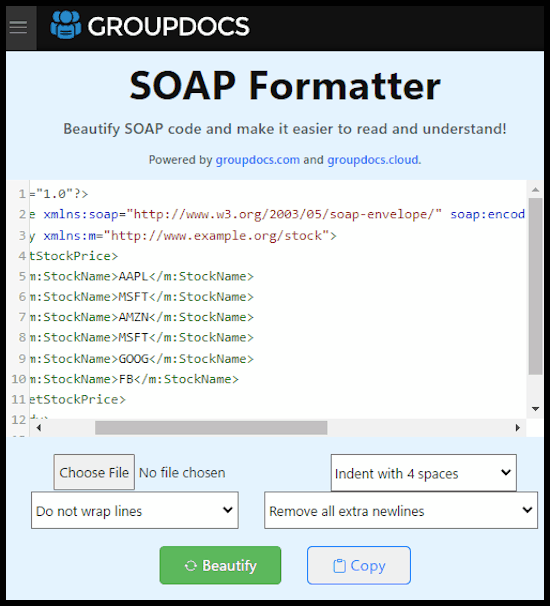 GROUPDOCS
SOAP Formatter
Beautify SOAP code and make it easier to read and understand!
Powered by groupdocs.com and groupdocs.cloud.
1 ="1.0"?>
2 e xmlns:soap="http://www.w3.org/2003/05/soap-envelope/" soap:encod
3 y xmlns:m="http://www.example.org/stock">
4 tStockPrice>
5 m:StockName>AAPL</m:StockName>
6 m:StockName>MSFT</m:StockName>
7 m:StockName>AMZN</m:StockName>
8 m:StockName>MSFT</m:StockName>
9 m:StockName>GOOG</m:StockName>
10 m:StockName>FB</m:StockName>
11 etStockPrice>
12
Choose File No file chosen Indent with 4 spaces
Do not wrap lines Remove all extra newlines
Beautify Copy